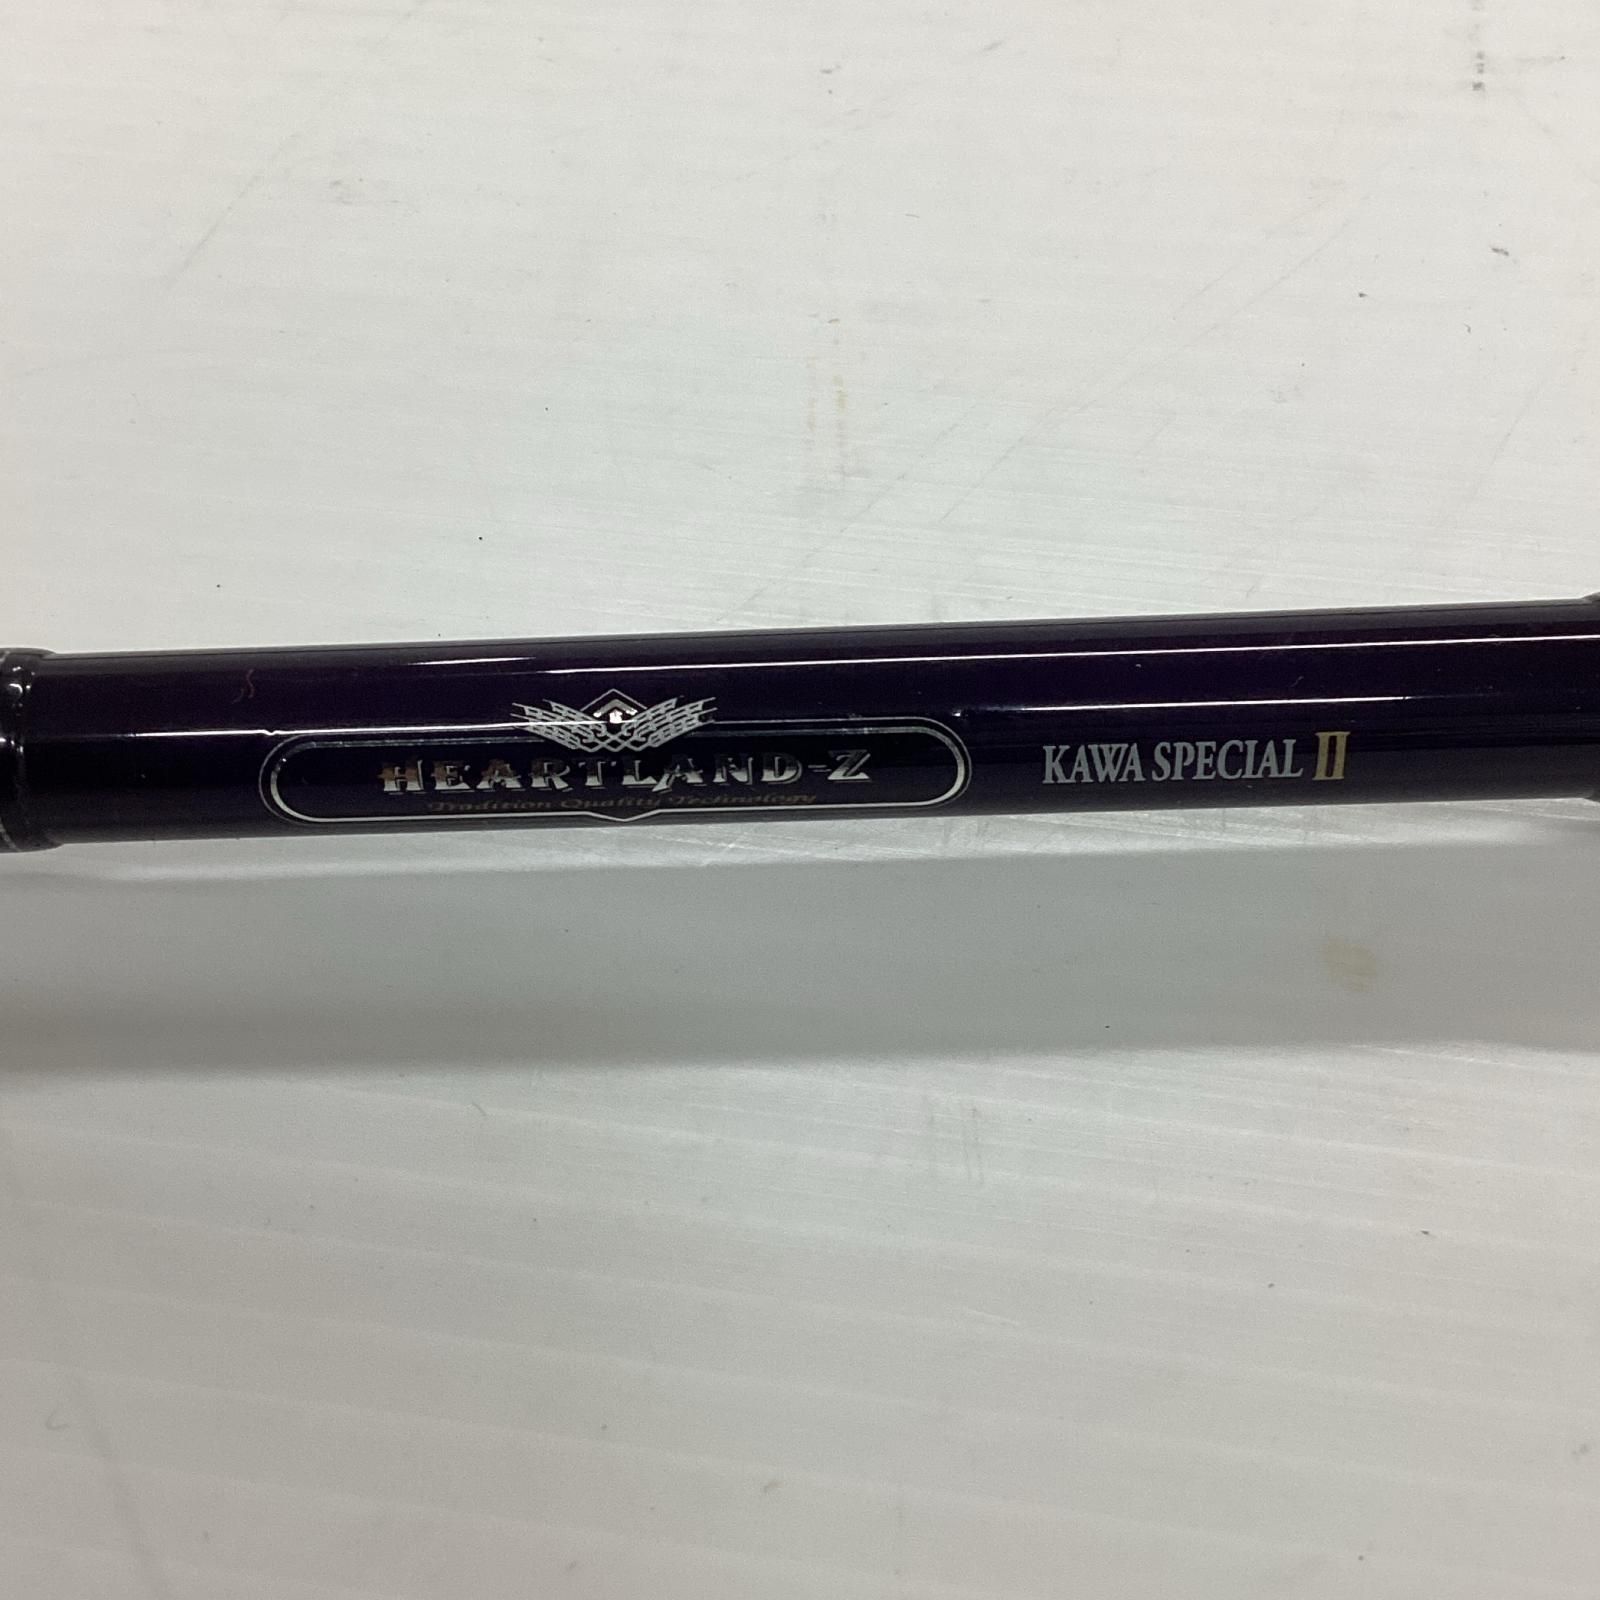 HEARTLAND-Z
Tradition Quality Technology
KAWA SPECIAL II